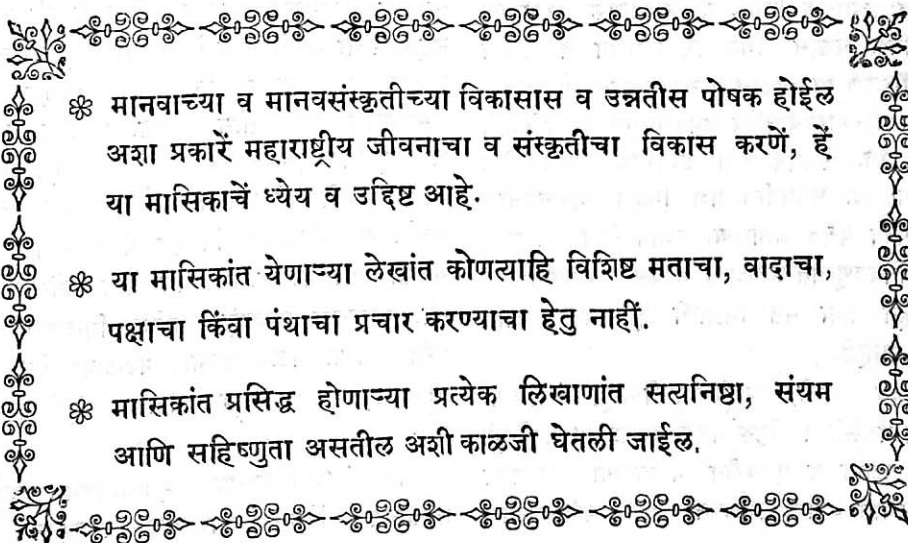 ❀ मानवाच्या व मानवसंस्कृतीच्या विकासास व उन्नतीस पोषक होईल
अशा प्रकारें महाराष्ट्रीय जीवनाचा व संस्कृतीचा विकास करणें, हें
या मासिकाचें ध्येय व उद्दिष्ट आहे.
❀ या मासिकांत येणाऱ्या लेखांत कोणत्याहि विशिष्ट मताचा, वादाचा,
पक्षाचा किंवा पंथाचा प्रचार करण्याचा हेतु नाहीं.
❀ मासिकांत प्रसिद्ध होणाऱ्या प्रत्येक लिखाणांत सत्यनिष्ठा, संयम
आणि सहिष्णुता असतील अशी काळजी घेतली जाईल.